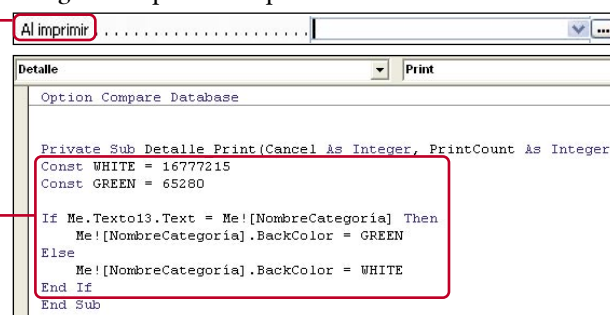 Al imprimir . . . . . . . . . . . . . . . . . . . . . .
Detalle Print
Option Compare Database
Private Sub Detalle_Print(Cancel As Integer, PrintCount As Integer
Const WHITE = 16777215
Const GREEN = 65280
If Me.Texto13.Text = Me![NombreCategoría] Then
Me![NombreCategoría].BackColor = GREEN
Else
Me![NombreCategoría].BackColor = WHITE
End If
End Sub